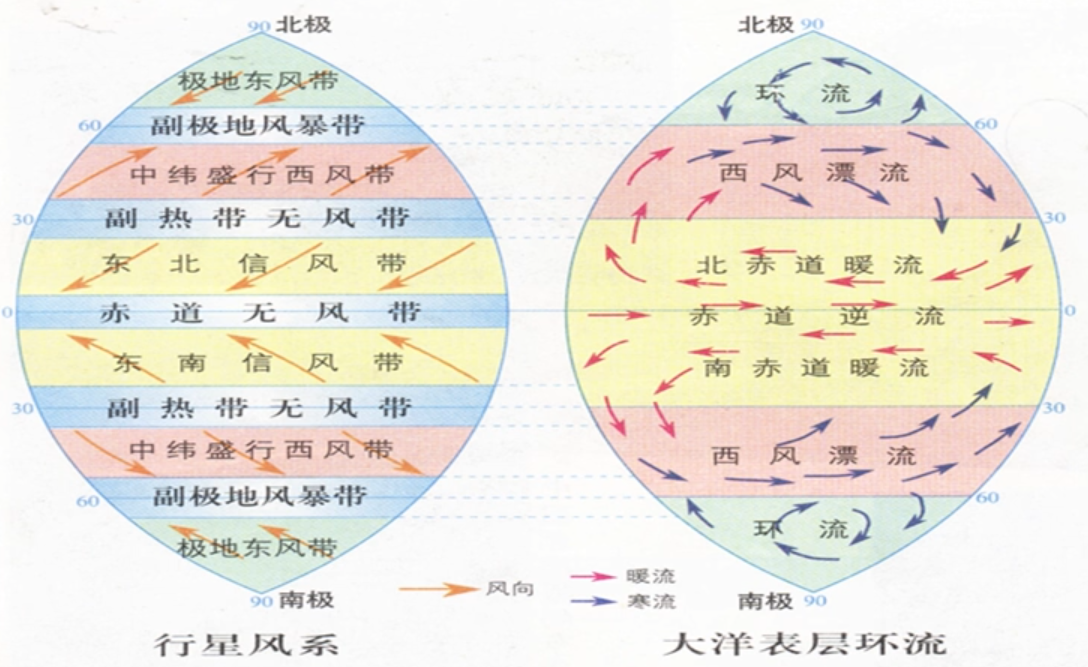 90 北极
极地东风带
60 副极地风暴带
中纬盛行西风带
30 副热带无风带
东北信风带
0 赤道无风带
东南信风带
30 副热带无风带
中纬盛行西风带
60 副极地风暴带
极地东风带
90 南极
风向
行星风系
北极 90
环流
60
西风漂流
30
北赤道暖流
赤道逆流 0
南赤道暖流
30
西风漂流
60
环流
南极 90
暖流
寒流
大洋表层环流